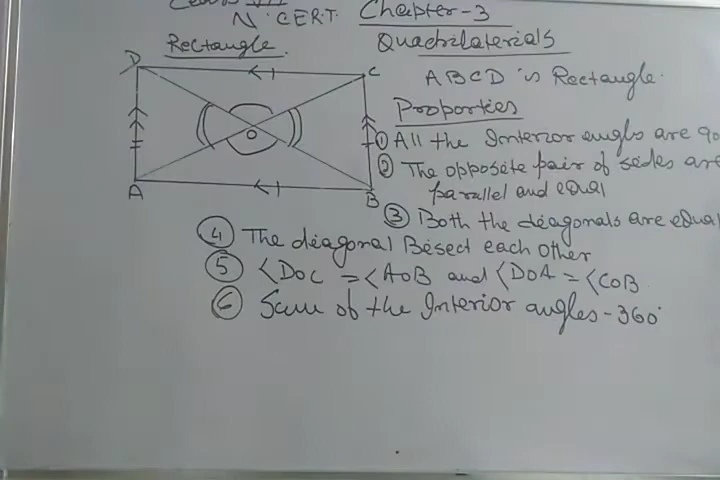 N.CERT. Chapter-3
Rectangle.
Quadrilaterials
ABCD is Rectangle.
Properties
D
C
O
A
B
① All the Interior angles are 90
② The opposite pair of sides are
parallel and equal
③ Both the diagonals are equal
④ The diagonal Bisect each other
⑤ <DOC = <AOB and <DOA = <COB
⑥ Sum of the Interior angles - 360°